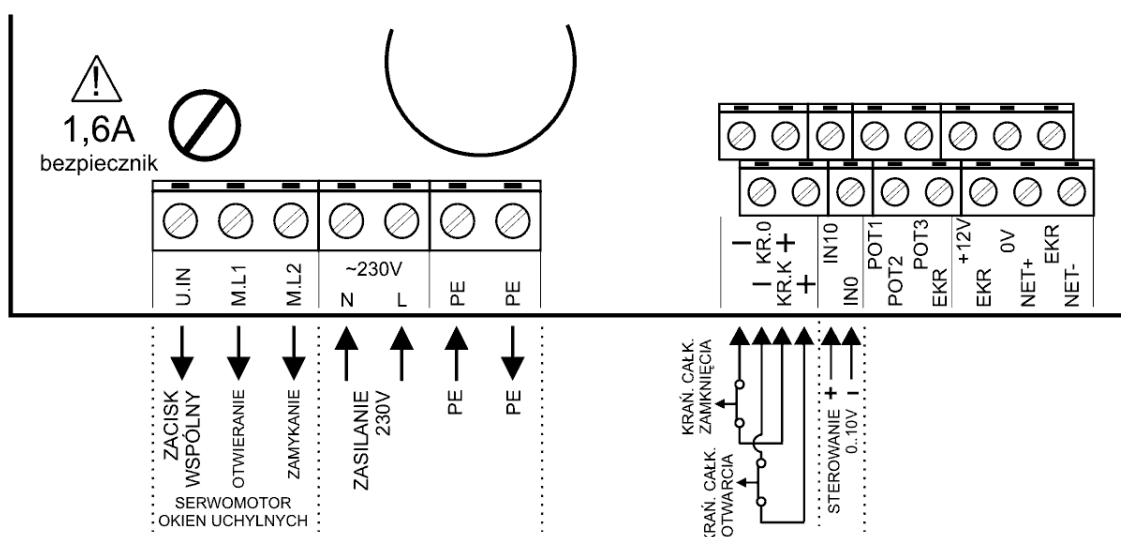 1,6A
bezpiecznik
U.IN
M.L1
M.L2
~230V
N
L
PE
PE
– KR.0 +
– KR.K +
IN10
IN0
POT1
POT2
POT3
EKR
+12V
EKR
0V
NET+
EKR
NET-
ZACISK
WSPÓLNY
OTWIERANIE
ZAMYKANIE
SERWOMOTOR
OKIEN UCHYLNYCH
ZASILANIE
230V
PE
PE
KRAŃ. CAŁK.
ZAMKNIĘCIA
KRAŃ. CAŁK.
OTWARCIA
STEROWANIE +
0..10V –